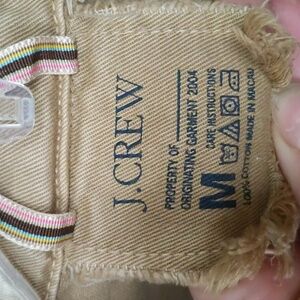 J.CREW
PROPERTY OF
ORIGINATING GARMENT 2004
CARE INSTRUCTIONS
M
100% COTTON MADE IN MACAU